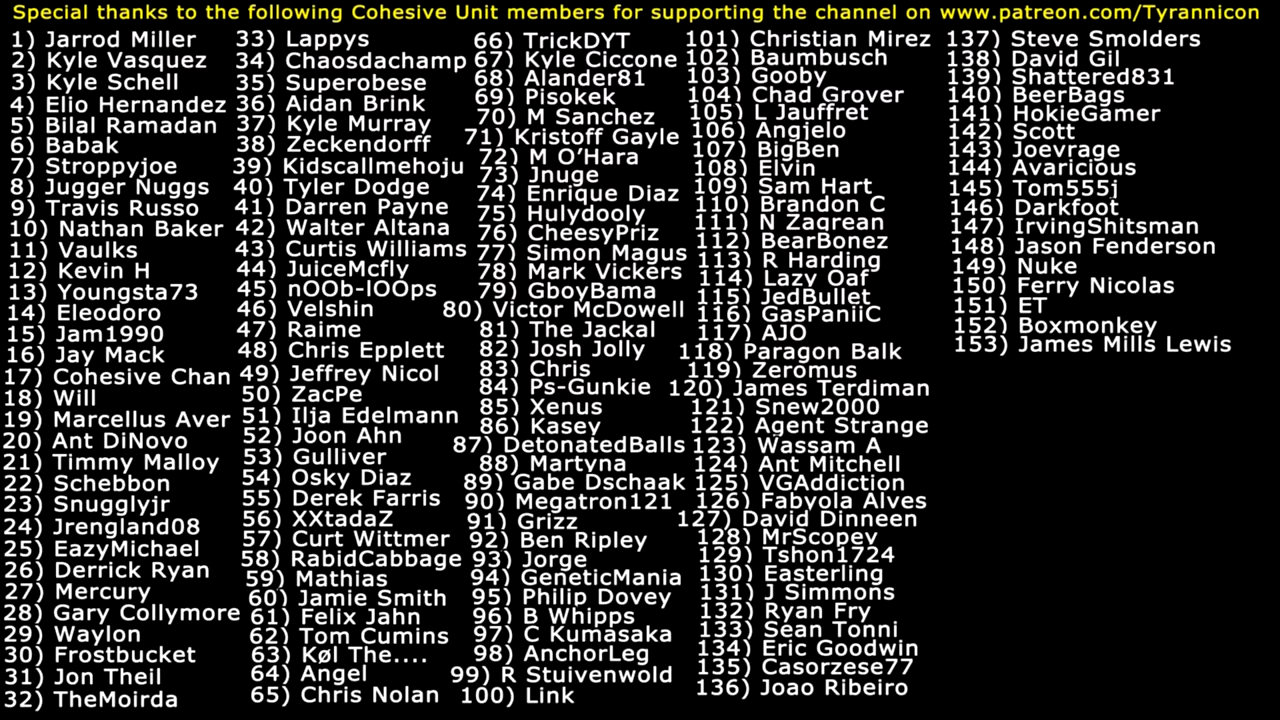 Special thanks to the following Cohesive Unit members for supporting the channel on www.patreon.com/Tyrannicon
1) Jarrod Miller
2) Kyle Vasquez
3) Kyle Schell
4) Elio Hernandez
5) Bilal Ramadan
6) Babak
7) Stroppyjoe
8) Jugger Nuggs
9) Travis Russo
10) Nathan Baker
11) Vaulks
12) Kevin H
13) Youngsta73
14) Eleodoro
15) Jam1990
16) Jay Mack
17) Cohesive Chan
18) Will
19) Marcellus Aver
20) Ant DiNovo
21) Timmy Malloy
22) Schebbon
23) Snugglyjr
24) Jrengland08
25) EazyMichael
26) Derrick Ryan
27) Mercury
28) Gary Collymore
29) Waylon
30) Frostbucket
31) Jon Theil
32) TheMoirda
33) Lappys
34) Chaosdachamp
35) Superobese
36) Aidan Brink
37) Kyle Murray
38) Zeckendorff
39) Kidscallmehoju
40) Tyler Dodge
41) Darren Payne
42) Walter Altana
43) Curtis Williams
44) JuiceMcfly
45) nOOb-lOOps
46) Velshin
47) Raime
48) Chris Epplett
49) Jeffrey Nicol
50) ZacPe
51) Ilja Edelmann
52) Joon Ahn
53) Gulliver
54) Osky Diaz
55) Derek Farris
56) XXtadaZ
57) Curt Wittmer
58) RabidCabbage
59) Mathias
60) Jamie Smith
61) Felix Jahn
62) Tom Cumins
63) Køl The....
64) Angel
65) Chris Nolan
66) TrickDYT
67) Kyle Ciccone
68) Alander81
69) Pisokek
70) M Sanchez
71) Kristoff Gayle
72) M O'Hara
73) Jnuge
74) Enrique Diaz
75) Hulydooly
76) CheesyPriz
77) Simon Magus
78) Mark Vickers
79) GboyBama
80) Victor McDowell
81) The Jackal
82) Josh Jolly
83) Chris
84) Ps-Gunkie
85) Xenus
86) Kasey
87) DetonatedBalls
88) Martyna
89) Gabe Dschaak
90) Megatron121
91) Grizz
92) Ben Ripley
93) Jorge
94) GeneticMania
95) Philip Dovey
96) B Whipps
97) C Kumasaka
98) AnchorLeg
99) R Stuivenwold
100) Link
101) Christian Mirez
102) Baumbusch
103) Gooby
104) Chad Grover
105) L Jauffret
106) Angjelo
107) BigBen
108) Elvin
109) Sam Hart
110) Brandon C
111) N Zagrean
112) BearBonez
113) R Harding
114) Lazy Oaf
115) JedBullet
116) GasPaniiC
117) AJO
118) Paragon Balk
119) Zeromus
120) James Terdiman
121) Snew2000
122) Agent Strange
123) Wassam A
124) Ant Mitchell
125) VGAddiction
126) Fabyola Alves
127) David Dinneen
128) MrScopey
129) Tshon1724
130) Easterling
131) J Simmons
132) Ryan Fry
133) Sean Tonni
134) Eric Goodwin
135) Casorzese77
136) Joao Ribeiro
137) Steve Smolders
138) David Gil
139) Shattered831
140) BeerBags
141) HokieGamer
142) Scott
143) Joevrage
144) Avaricious
145) Tom555j
146) Darkfoot
147) IrvingShitsman
148) Jason Fenderson
149) Nuke
150) Ferry Nicolas
151) ET
152) Boxmonkey
153) James Mills Lewis